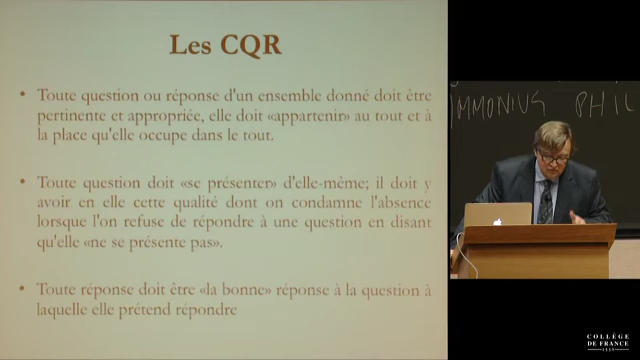 Les CQR
• Toute question ou réponse d'un ensemble donné doit être
pertinente et appropriée, elle doit «appartenir» au tout et à
la place qu'elle occupe dans le tout.
• Toute question doit «se présenter» d'elle-même; il doit y
avoir en elle cette qualité dont on condamne l'absence
lorsque l'on refuse de répondre à une question en disant
qu'elle «ne se présente pas».
• Toute réponse doit être «la bonne» réponse à la question à
laquelle elle prétend répondre
MMONIUS PHIL
COLLÈGE
DE FRANCE
1530